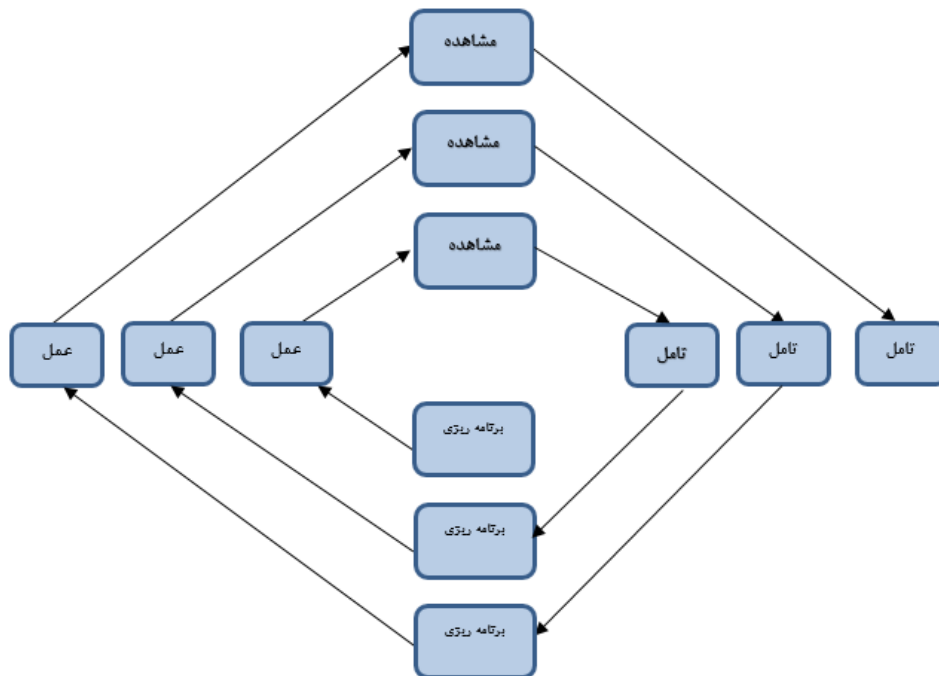 مشاهده
مشاهده
مشاهده
عمل
عمل
عمل
تامل
تامل
تامل
برنامه ریزی
برنامه ریزی
برنامه ریزی